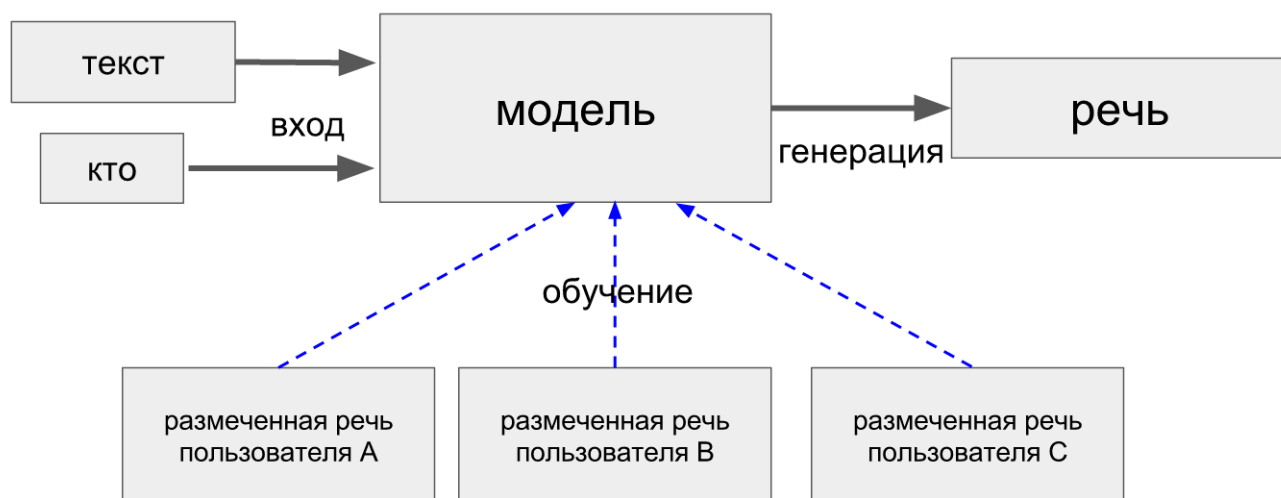 текст
модель
речь
вход
генерация
кто
обучение
размеченная речь
пользователя A
размеченная речь
пользователя B
размеченная речь
пользователя C